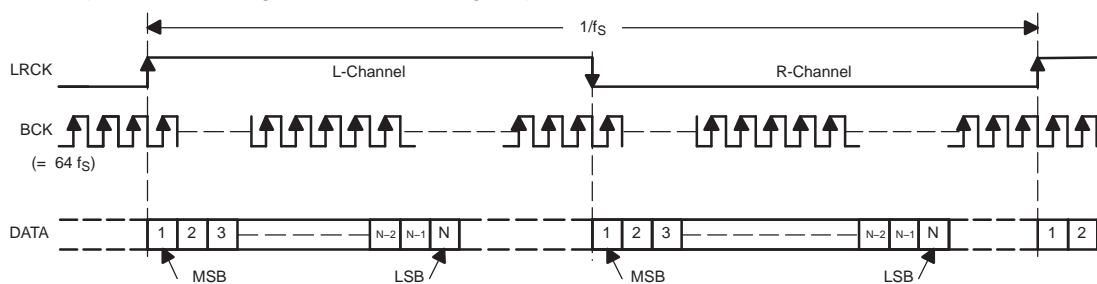 1/fS
LRCK
L-Channel
R-Channel
BCK
(= 64 fS)
DATA
1 2 3 N–2 N–1 N 1 2 3 N–2 N–1 N 1 2
MSB LSB MSB LSB